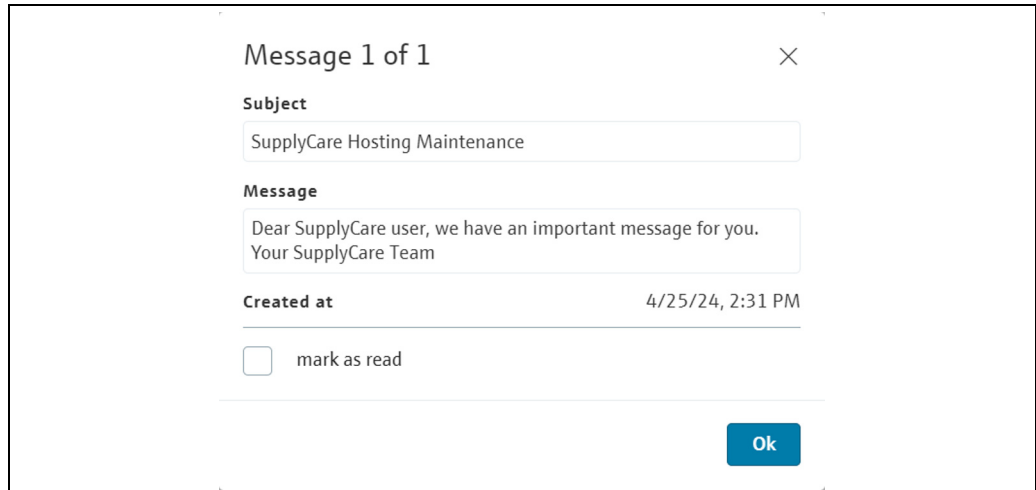 Message 1 of 1
Subject
SupplyCare Hosting Maintenance
Message
Dear SupplyCare user, we have an important message for you.
Your SupplyCare Team
Created at 4/25/24, 2:31 PM
mark as read
Ok